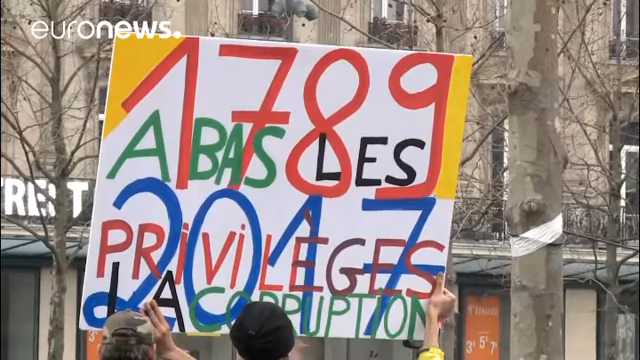 euronews.
1789
A BAS LES
2017
PRIViLEGES
LA CORRUPTION